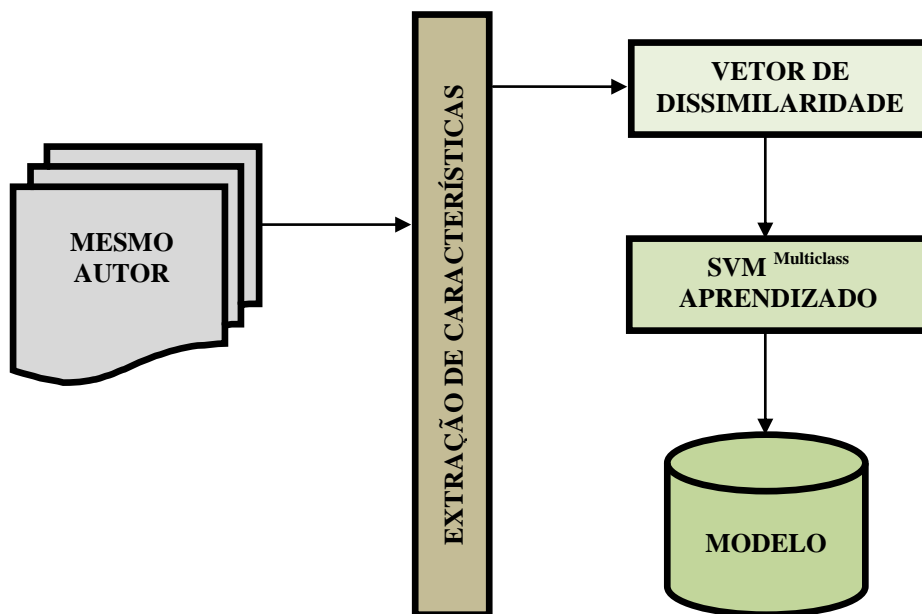 MESMO
AUTOR
EXTRAÇÃO DE CARACTERÍSTICAS
VETOR DE
DISSIMILARIDADE
SVM Multiclass
APRENDIZADO
MODELO